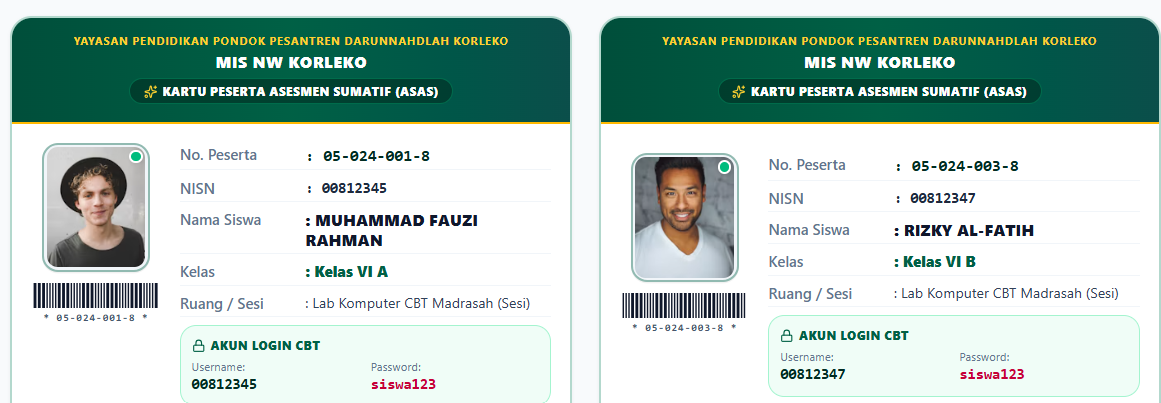 YAYASAN PENDIDIKAN PONDOK PESANTREN DARUNNAHDLAH KORLEKO
MIS NW KORLEKO
KARTU PESERTA ASESMEN SUMATIF (ASAS)
No. Peserta : 05-024-001-8
NISN : 00812345
Nama Siswa : MUHAMMAD FAUZI
RAHMAN
Kelas : Kelas VI A
Ruang / Sesi : Lab Komputer CBT Madrasah (Sesi)
* 05-024-001-8 *
AKUN LOGIN CBT
Username: Password:
00812345 siswa123
YAYASAN PENDIDIKAN PONDOK PESANTREN DARUNNAHDLAH KORLEKO
MIS NW KORLEKO
KARTU PESERTA ASESMEN SUMATIF (ASAS)
No. Peserta : 05-024-003-8
NISN : 00812347
Nama Siswa : RIZKY AL-FATIH
Kelas : Kelas VI B
Ruang / Sesi : Lab Komputer CBT Madrasah (Sesi)
* 05-024-003-8 *
AKUN LOGIN CBT
Username: Password:
00812347 siswa123